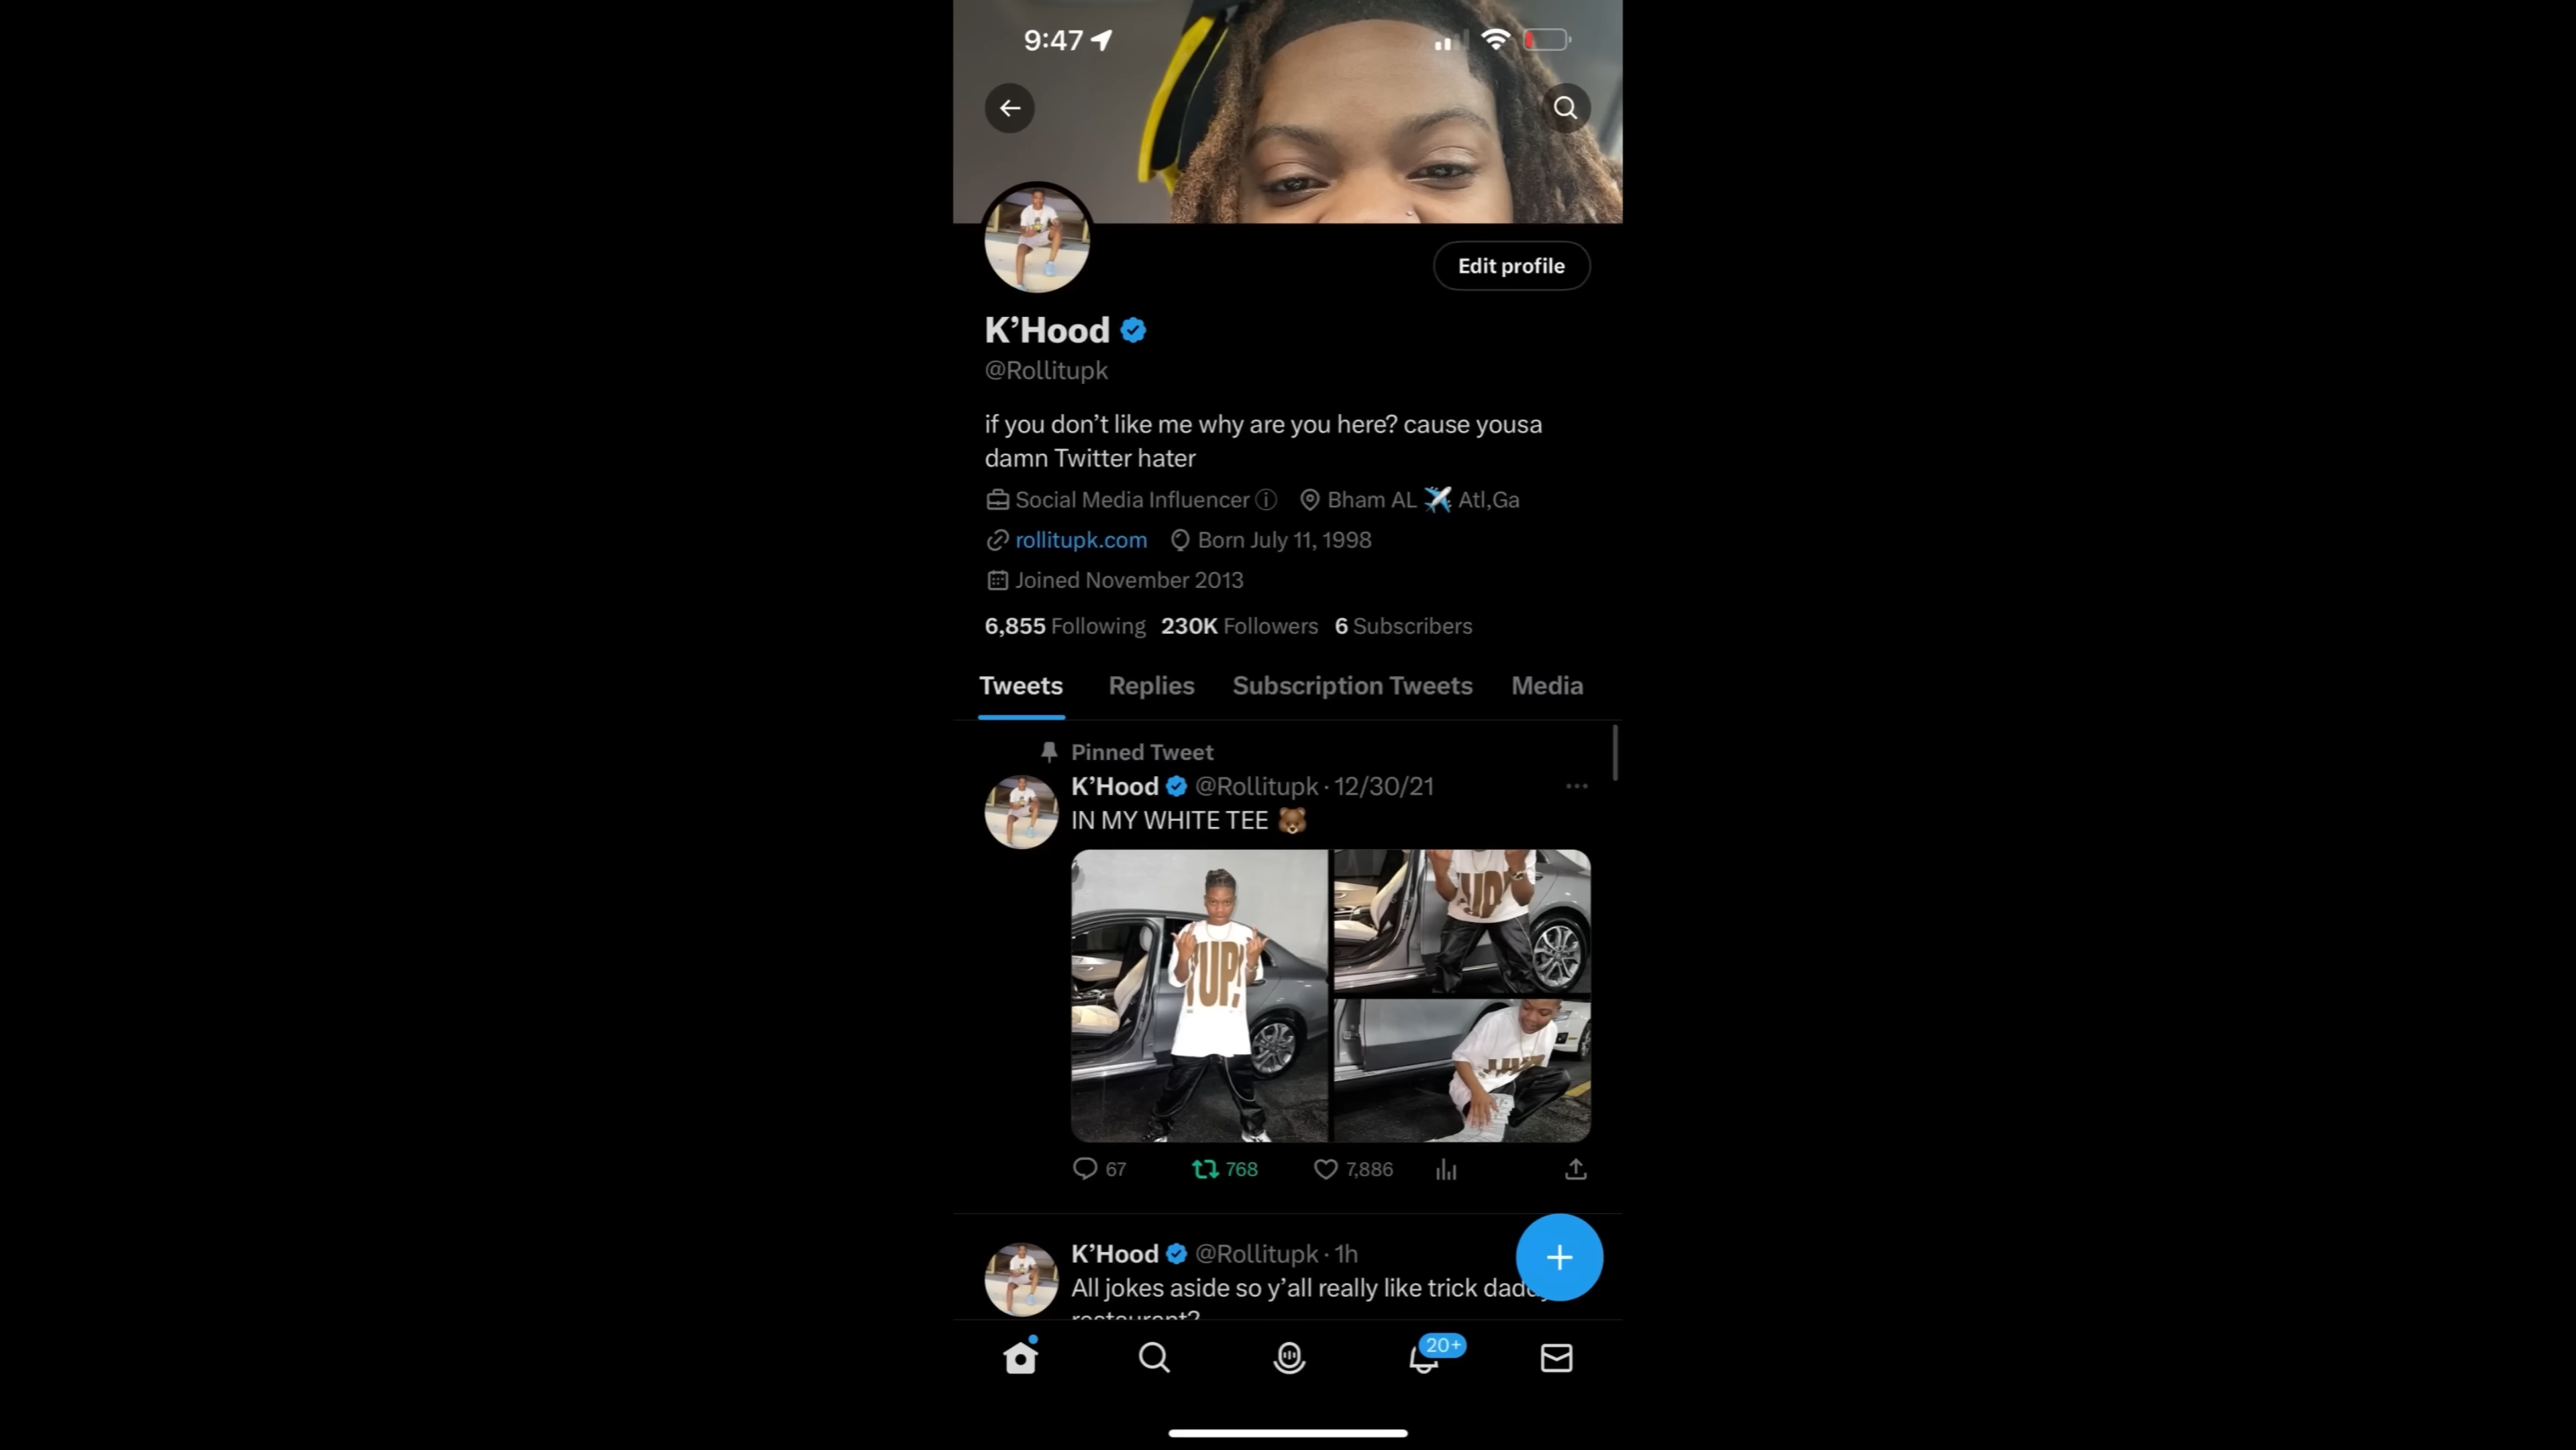 9:47
Edit profile
K’Hood
@Rollitupk
if you don’t like me why are you here? cause yousa
damn Twitter hater
Social Media Influencer Bham AL ✈️ Atl,Ga
rollitupk.com Born July 11, 1998
Joined November 2013
6,855 Following 230K Followers 6 Subscribers
Tweets Replies Subscription Tweets Media
Pinned Tweet
K’Hood @Rollitupk · 12/30/21
IN MY WHITE TEE 🐻
YUP!
67 768 7,886
K’Hood @Rollitupk · 1h
All jokes aside so y’all really like trick daddy
restaurant?
20+